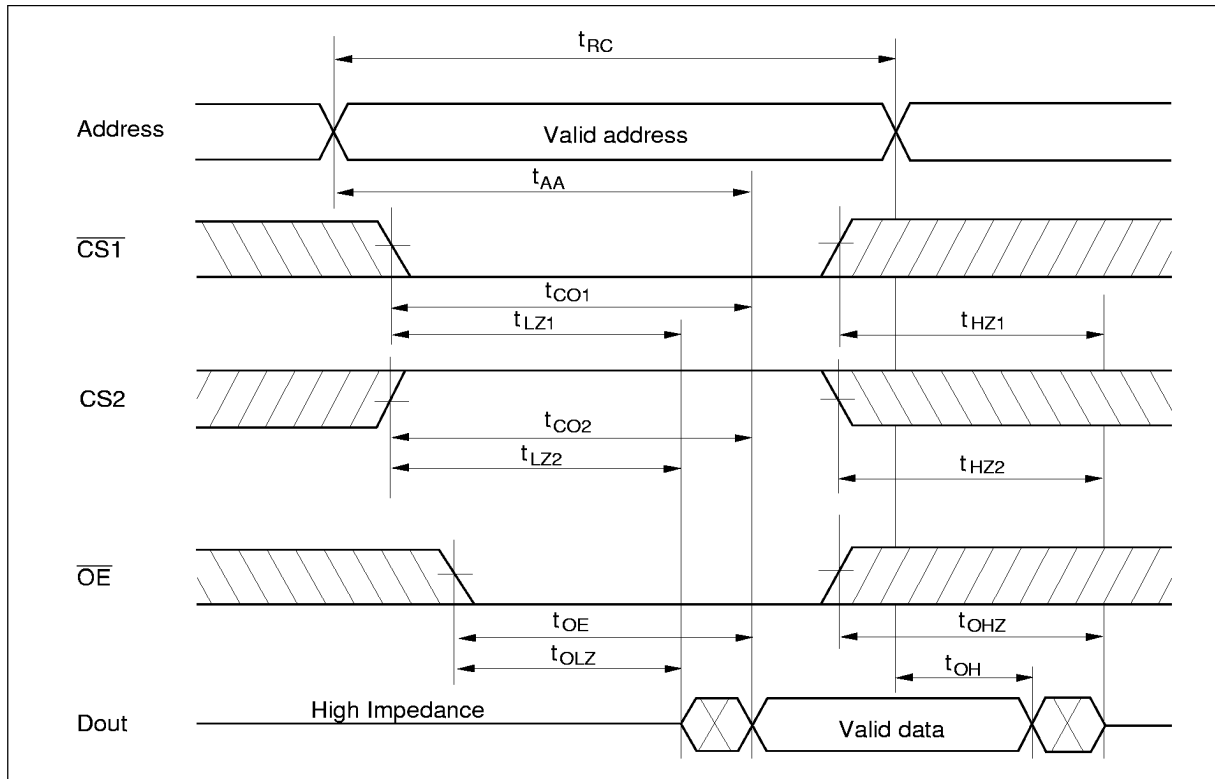 tRC
Address
Valid address
tAA
CS1
tCO1
tLZ1
tHZ1
CS2
tCO2
tLZ2
tHZ2
OE
tOE
tOHZ
tOLZ
tOH
Dout
High Impedance
Valid data